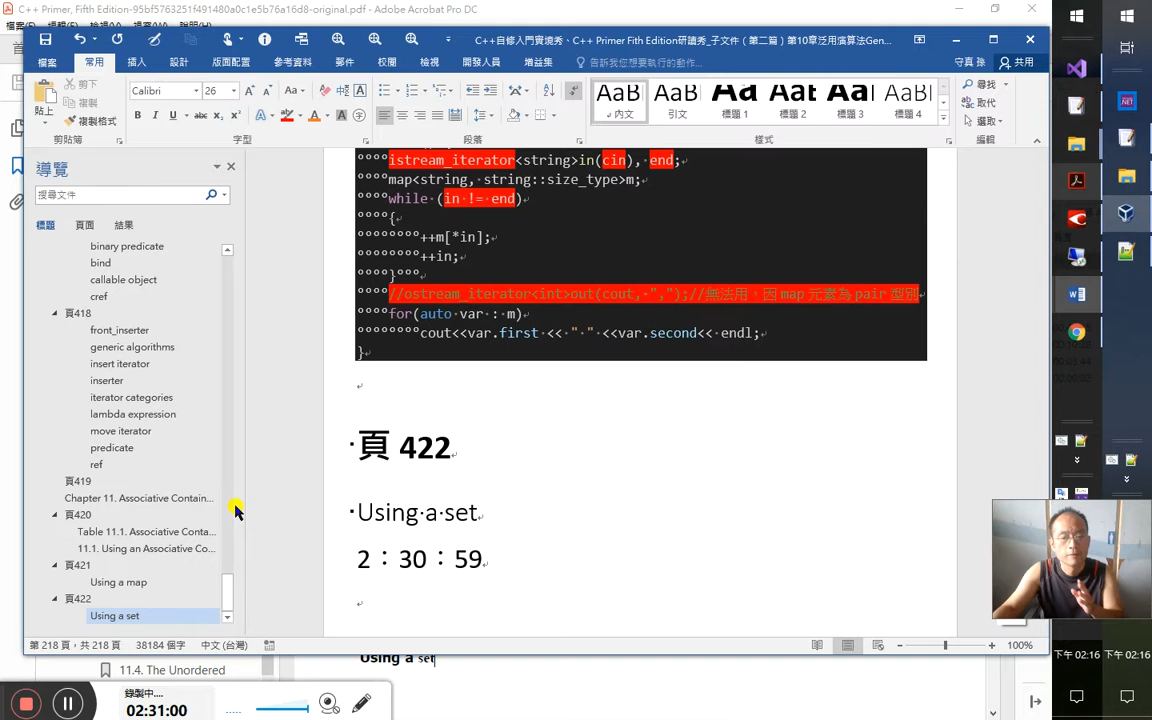 C++ Primer, Fifth Edition-95bf5763251f491480a0c1e5b76a16d8-original.pdf - Adobe Acrobat Pro DC
C++自修入門實境秀、C++ Primer Fifth Edition研讀秀_子文件（第二篇）第10章泛用演算法Gen...
檔案
常用
插入
設計
版面配置
參考資料
郵件
校閱
檢視
開發人員
增益集
告訴我您想要執行的動作...
守真 孫
共用
貼上
剪下
複製
複製格式
剪貼簿
Calibri
26
字型
段落
AaB
內文
AaBb
引文
AaB
標題 1
AaB
標題 2
AaBl
標題 3
AaBb
標題 4
樣式
尋找
取代
選取
編輯
導覽
搜尋文件
標題
頁面
結果
binary predicate
bind
callable object
cref
頁418
front_inserter
generic algorithms
insert iterator
inserter
iterator categories
lambda expression
move iterator
predicate
ref
頁419
Chapter 11. Associative Contain...
頁420
Table 11.1. Associative Conta...
11.1. Using an Associative Co...
頁421
Using a map
頁422
Using a set
istream_iterator<string>in(cin), end;
map<string, string::size_type>m;
while (in != end)
{
++m[*in];
++in;
}
//ostream_iterator<int>out(cout, ",");//無法用，因 map 元素為 pair 型別
for(auto var : m)
cout<<var.first << " " <<var.second<< endl;
}
頁 422
Using a set
2：30：59
第 218 頁，共 218 頁
38184 個字
中文 (台灣)
100%
11.4. The Unordered
Using a set
錄製中....
02:31:00
下午 02:16
下午 02:16